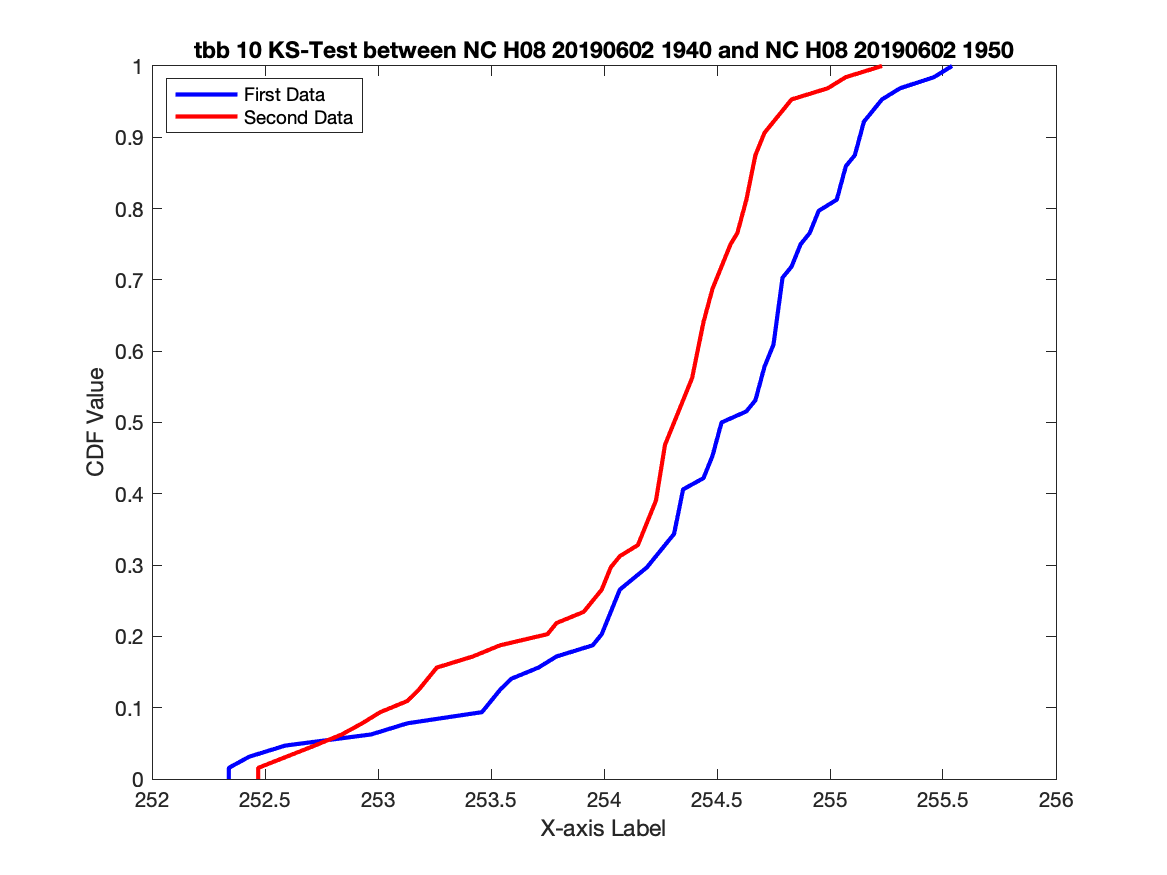 tbb 10 KS-Test between NC H08 20190602 1940 and NC H08 20190602 1950
First Data
Second Data
1
0.9
0.8
0.7
0.6
0.5
0.4
0.3
0.2
0.1
0
CDF Value
252 252.5 253 253.5 254 254.5 255 255.5 256
X-axis Label